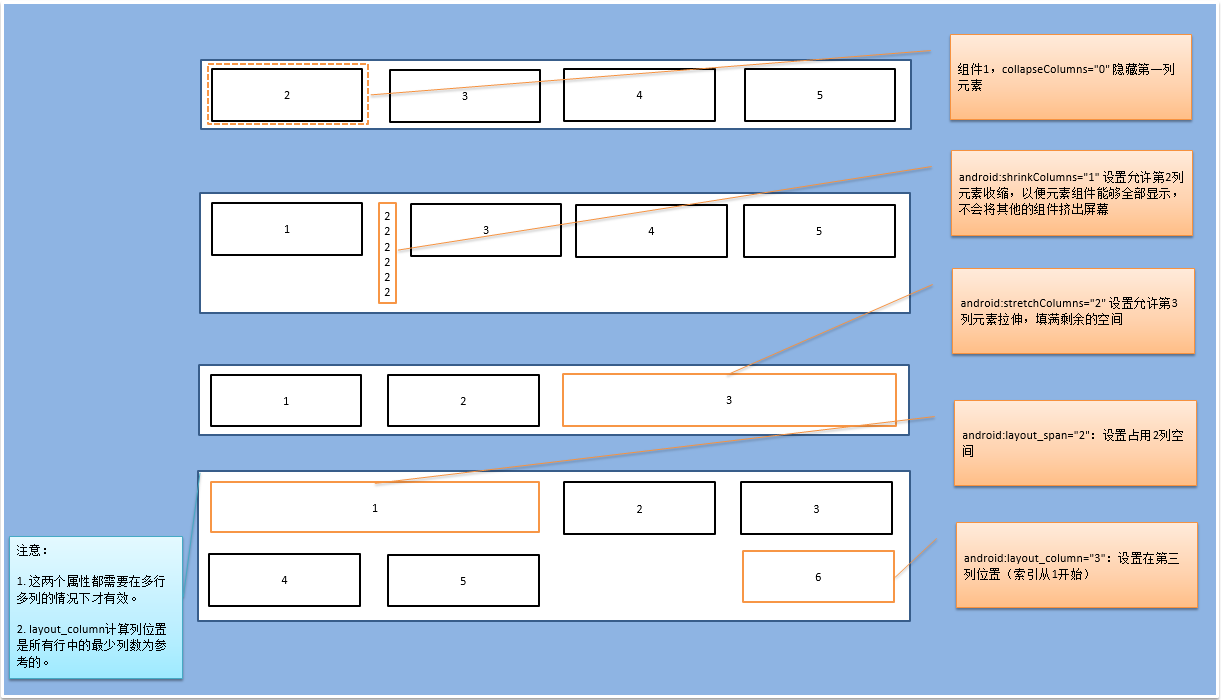 2
3
4
5
组件1，collapseColumns="0" 隐藏第一列
元素
1
2
2
2
2
2
2
3
4
5
android:shrinkColumns="1" 设置允许第2列
元素收缩，以便元素组件能够全部显示，
不会将其他的组件挤出屏幕
android:stretchColumns="2" 设置允许第3
列元素拉伸，填满剩余的空间
1
2
3
android:layout_span="2"：设置占用2列空
间
1
2
3
4
5
6
android:layout_column="3"：设置在第三
列位置（索引从1开始）
注意：
1. 这两个属性都需要在多行
多列的情况下才有效。
2. layout_column计算列位置
是所有行中的最少列数为参
考的。